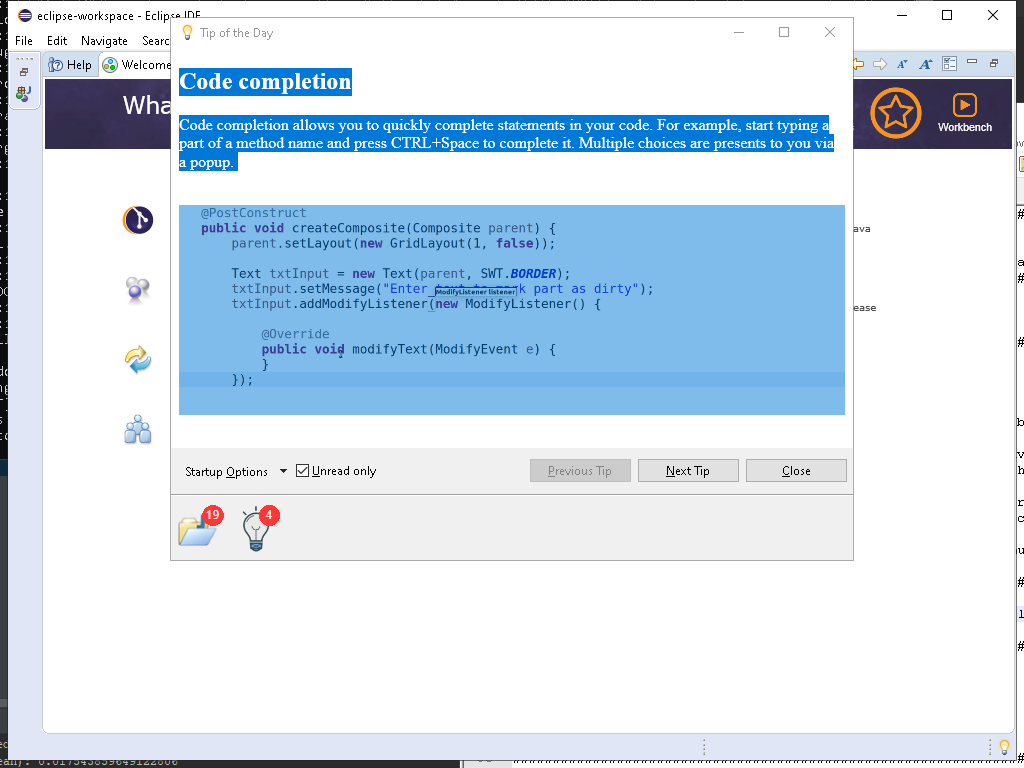 eclipse-workspace - Eclipse IDE
File Edit Navigate
Help
Welcome
Workbench
Tip of the Day
Code completion
Code completion allows you to quickly complete statements in your code. For example, start typing a
part of a method name and press CTRL+Space to complete it. Multiple choices are presents to you via
a popup.
@PostConstruct
public void createComposite(Composite parent) {
parent.setLayout(new GridLayout(1, false));
Text txtInput = new Text(parent, SWT.BORDER);
txtInput.setMessage("Enter text to mark part as dirty");
ModifyListener listener
txtInput.addModifyListener(new ModifyListener() {
@Override
public void modifyText(ModifyEvent e) {
}
});
Startup Options
Unread only
Previous Tip
Next Tip
Close
19
4